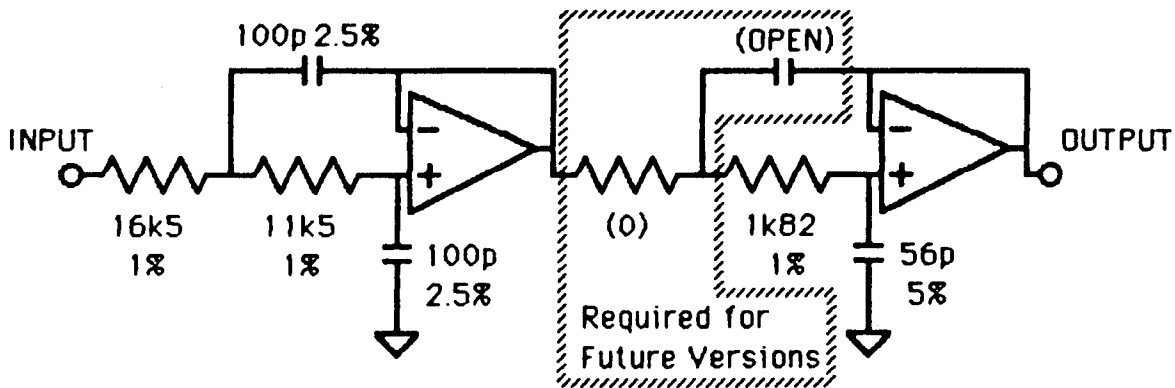 100p 2.5%
(OPEN)
INPUT
OUTPUT
16k5
1%
11k5
1%
100p
2.5%
(0)
1k82
1%
56p
5%
Required for
Future Versions